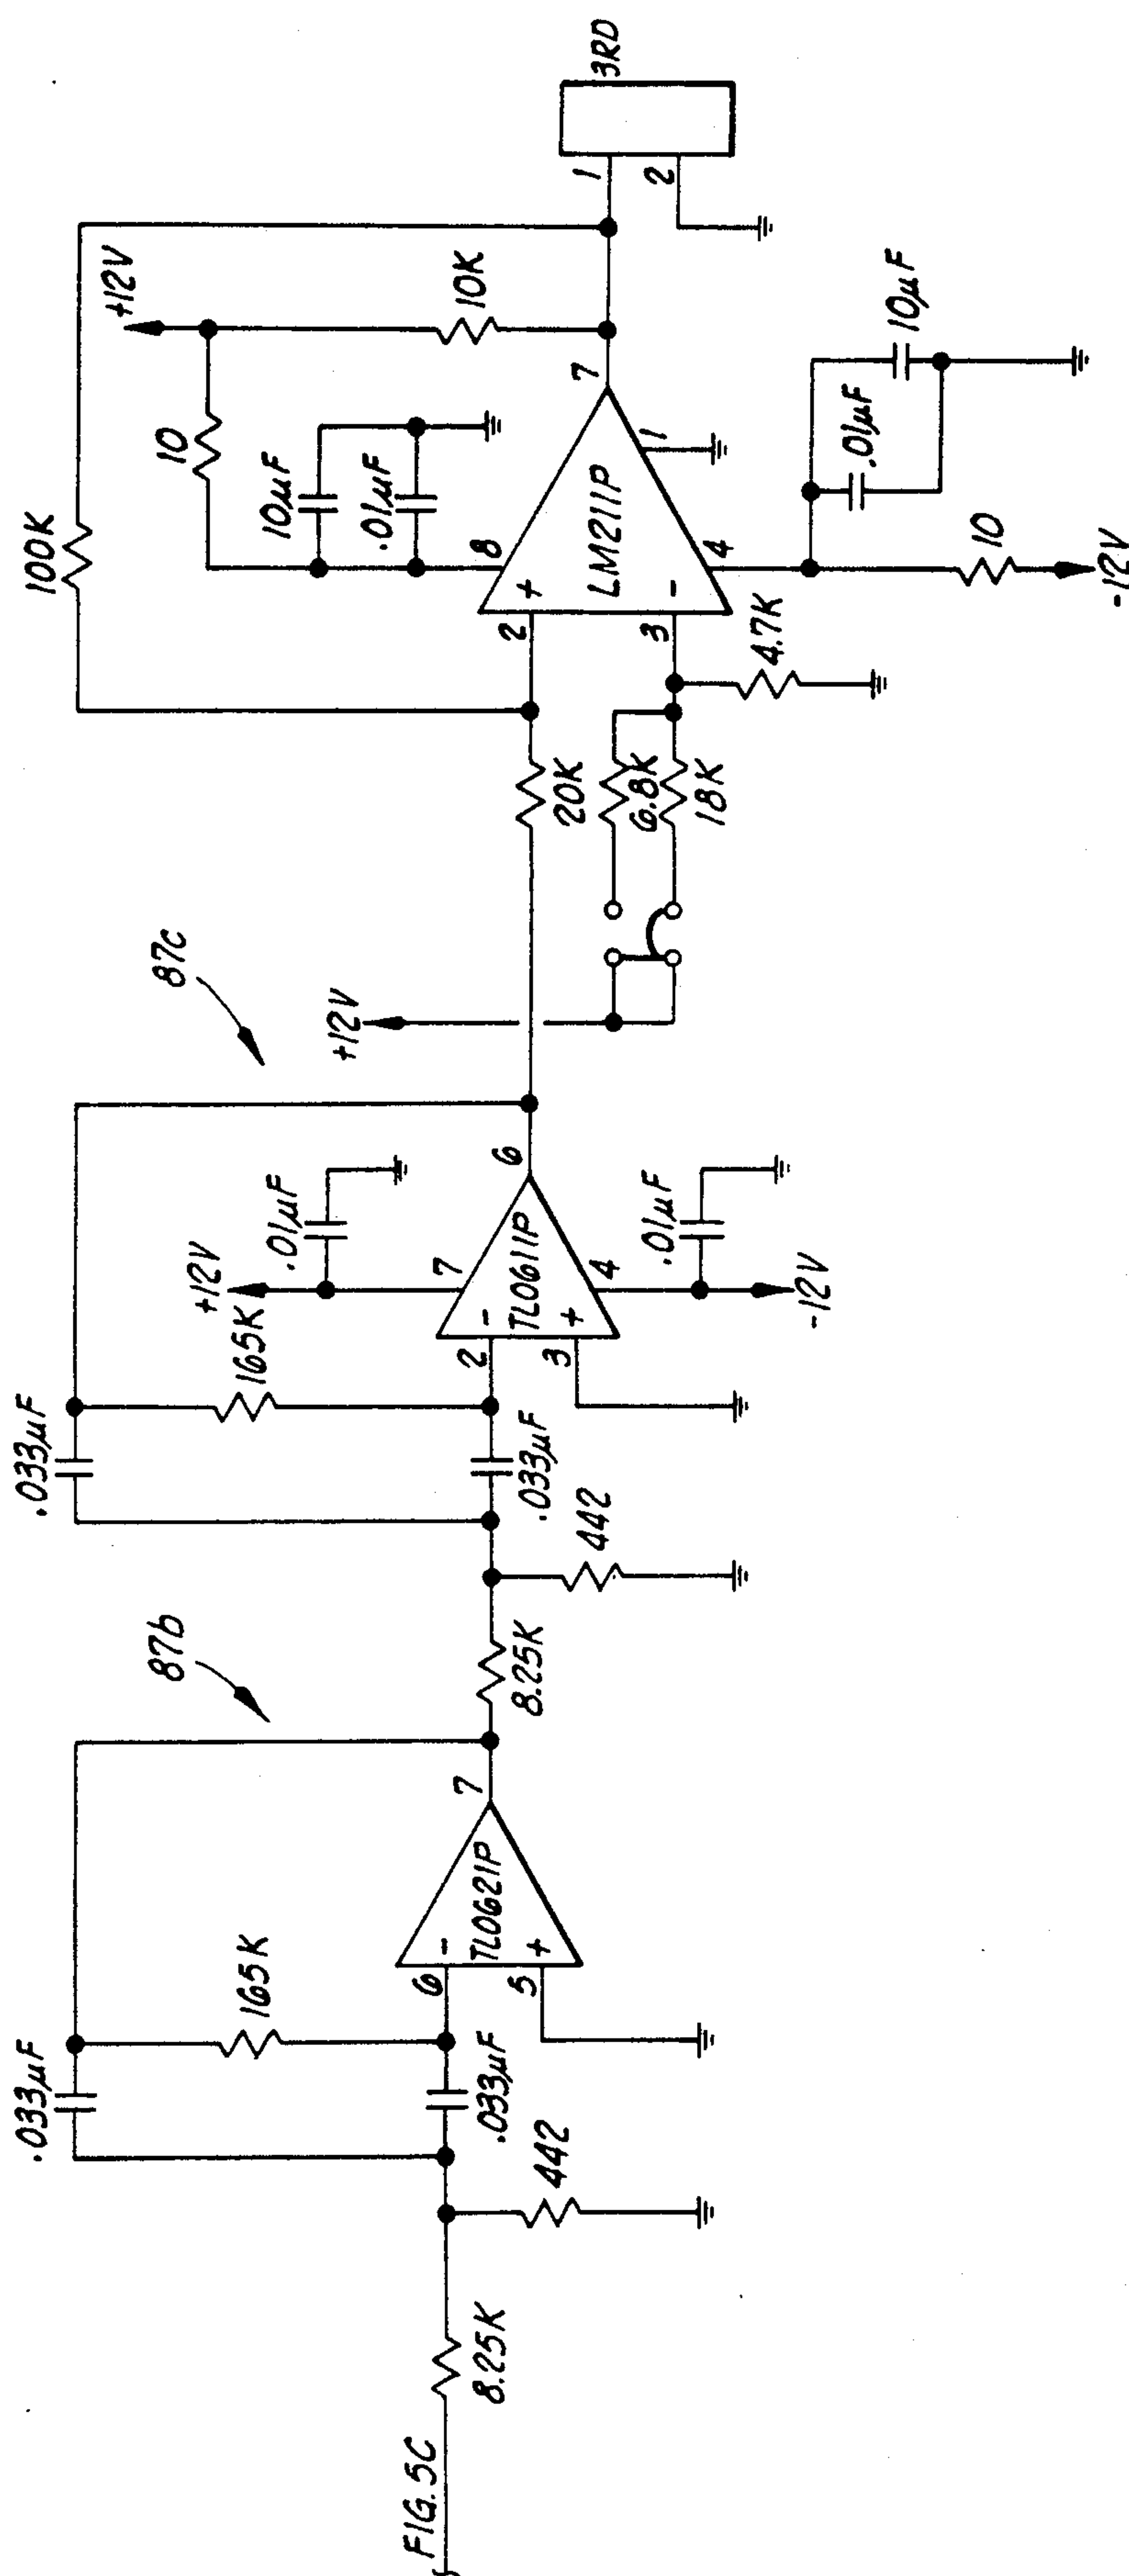 FIG. 5C
8.25K
442
.033µF
.033µF
165K
6
5
-
+
TL0621P
7
87b
8.25K
442
.033µF
.033µF
165K
2
3
-
+
TL0611P
7
4
6
+12V
.01µF
.01µF
-12V
87c
+12V
20K
6.8K
18K
4.7K
100K
2
3
+
-
LM211P
8
4
1
7
10µF
.01µF
10
+12V
10K
10
-12V
.01µF
10µF
1
2
3RD